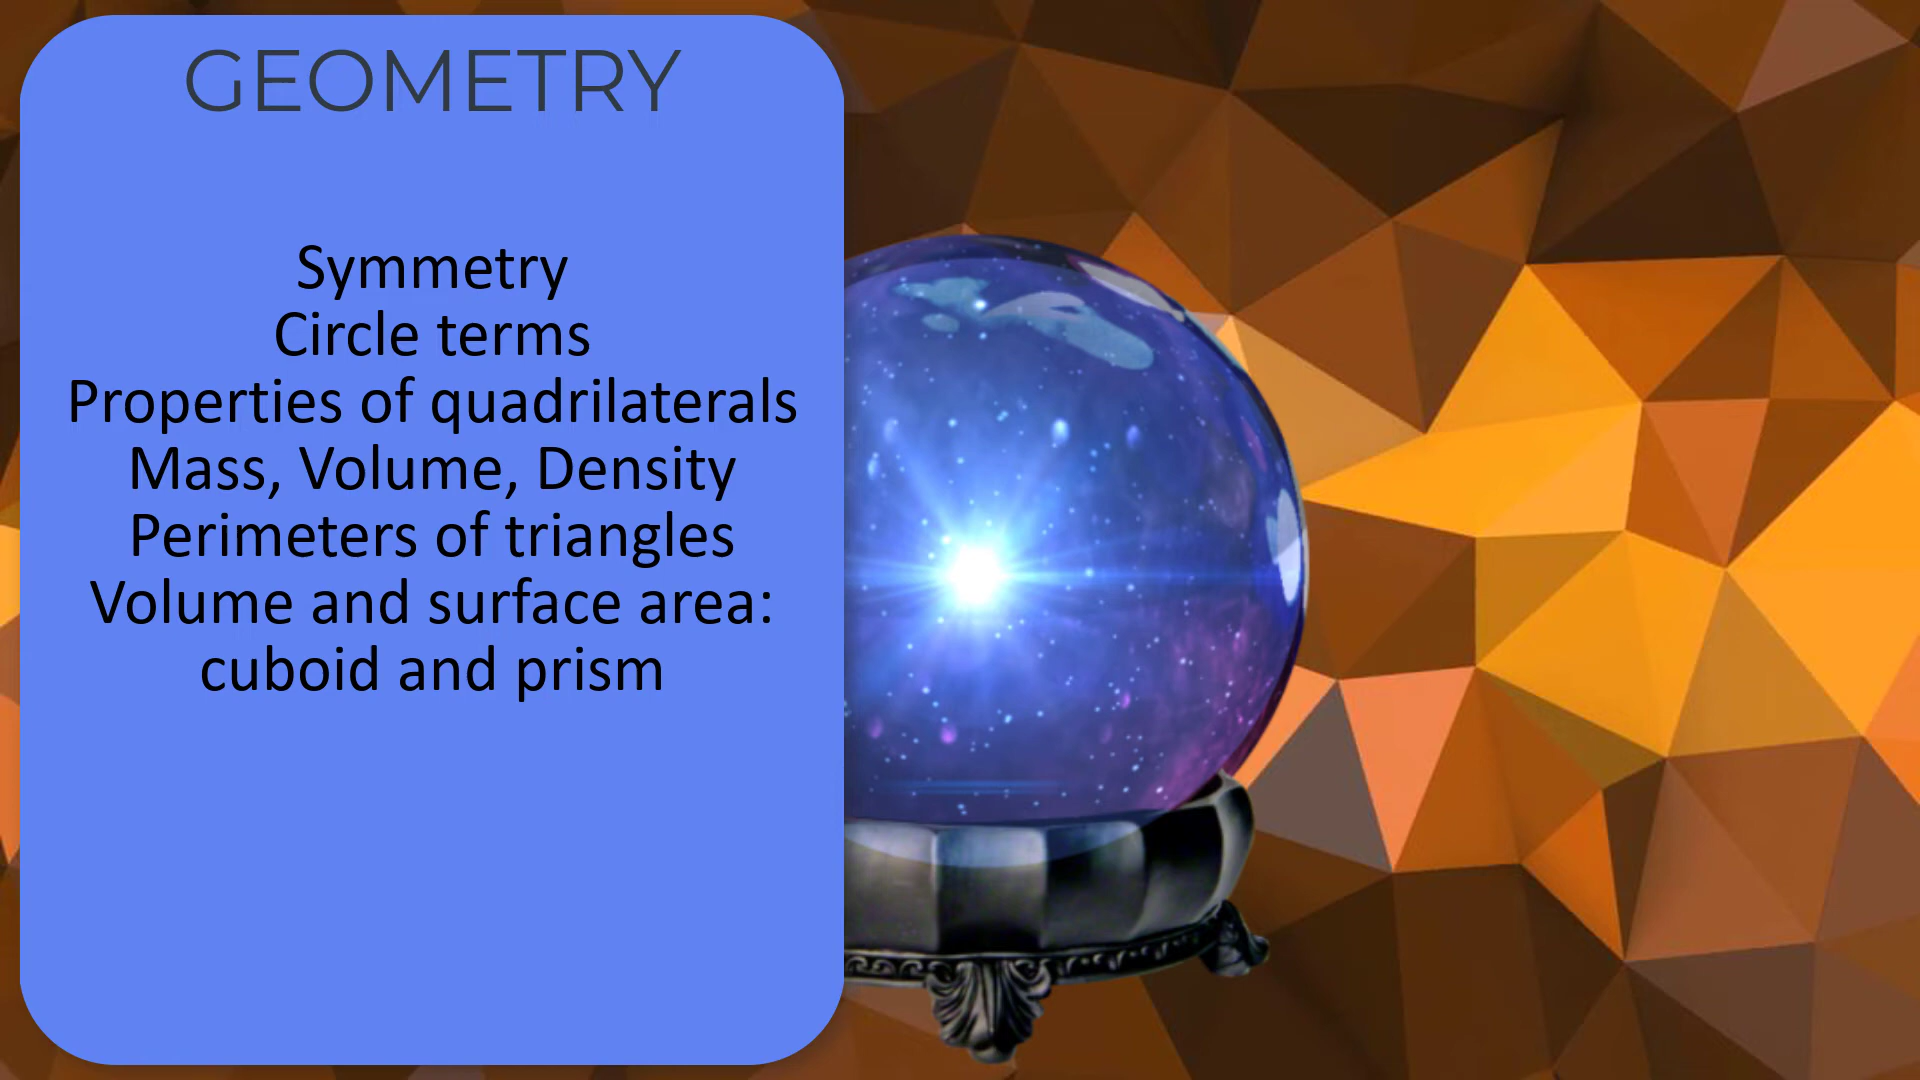 GEOMETRY
Symmetry
Circle terms
Properties of quadrilaterals
Mass, Volume, Density
Perimeters of triangles
Volume and surface area:
cuboid and prism